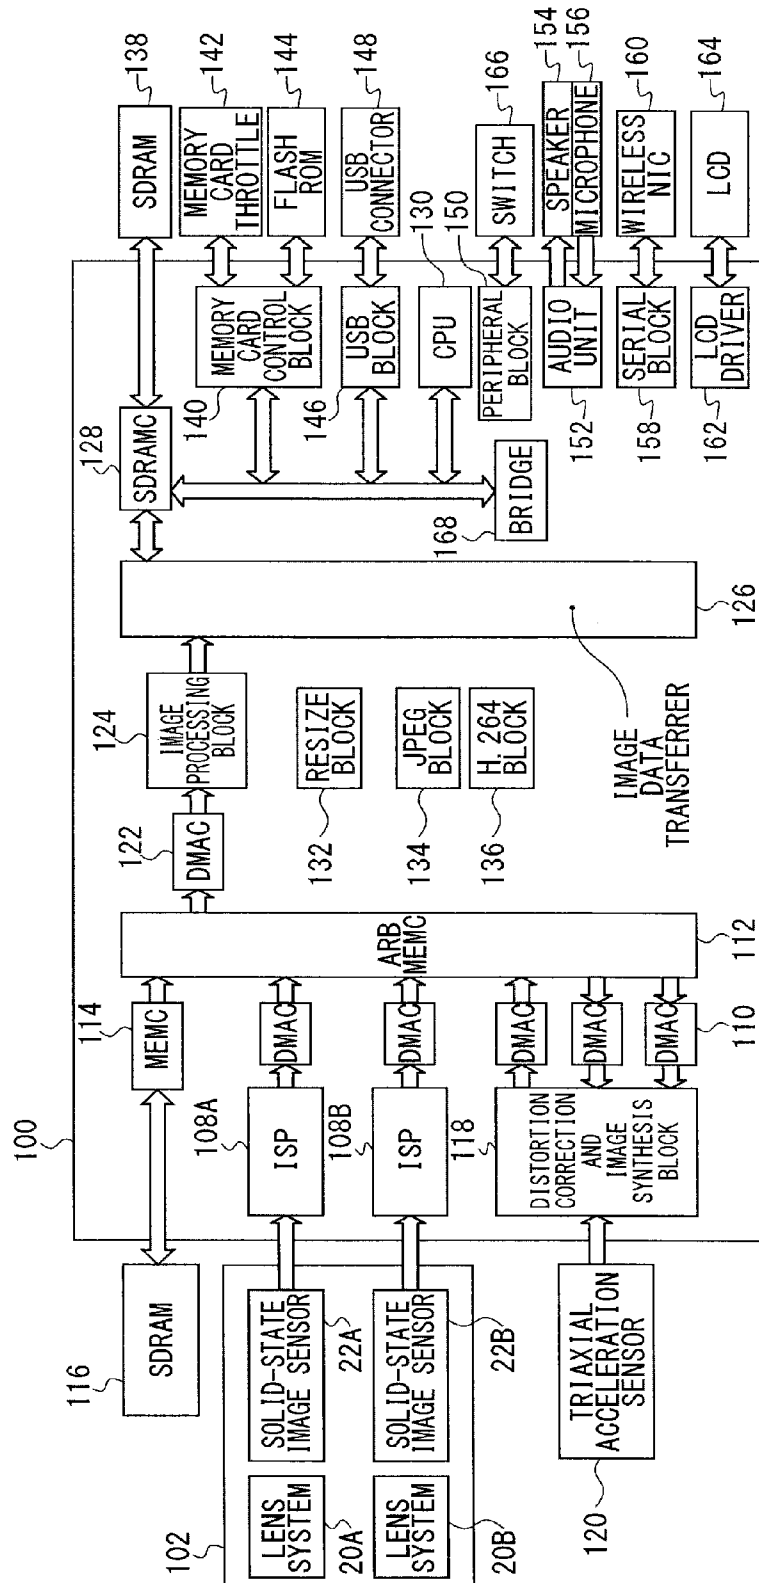 100
102
LENS
SYSTEM
20A
SOLID-STATE
IMAGE SENSOR
22A
LENS
SYSTEM
20B
SOLID-STATE
IMAGE SENSOR
22B
TRIAXIAL
ACCELERATION
SENSOR
120
116
SDRAM
114
MEMC
108A
ISP
DMAC
108B
ISP
DMAC
118
DISTORTION
CORRECTION
AND
IMAGE
SYNTHESIS
BLOCK
DMAC
DMAC
DMAC
110
ARB
MEMC
112
122
DMAC
124
IMAGE
PROCESSING
BLOCK
RESIZE
BLOCK
132
JPEG
BLOCK
134
H.264
BLOCK
136
IMAGE
DATA
TRANSFERRER
126
128
SDRAMC
SDRAM
138
MEMORY
CARD
CONTROL
BLOCK
140
MEMORY
CARD
THROTTLE
142
FLASH
ROM
144
USB
BLOCK
146
USB
CONNECTOR
148
CPU
130
BRIDGE
168
PERIPHERAL
BLOCK
150
SWITCH
166
AUDIO
UNIT
152
SPEAKER
154
MICROPHONE
156
SERIAL
BLOCK
158
WIRELESS
NIC
160
LCD
DRIVER
162
LCD
164